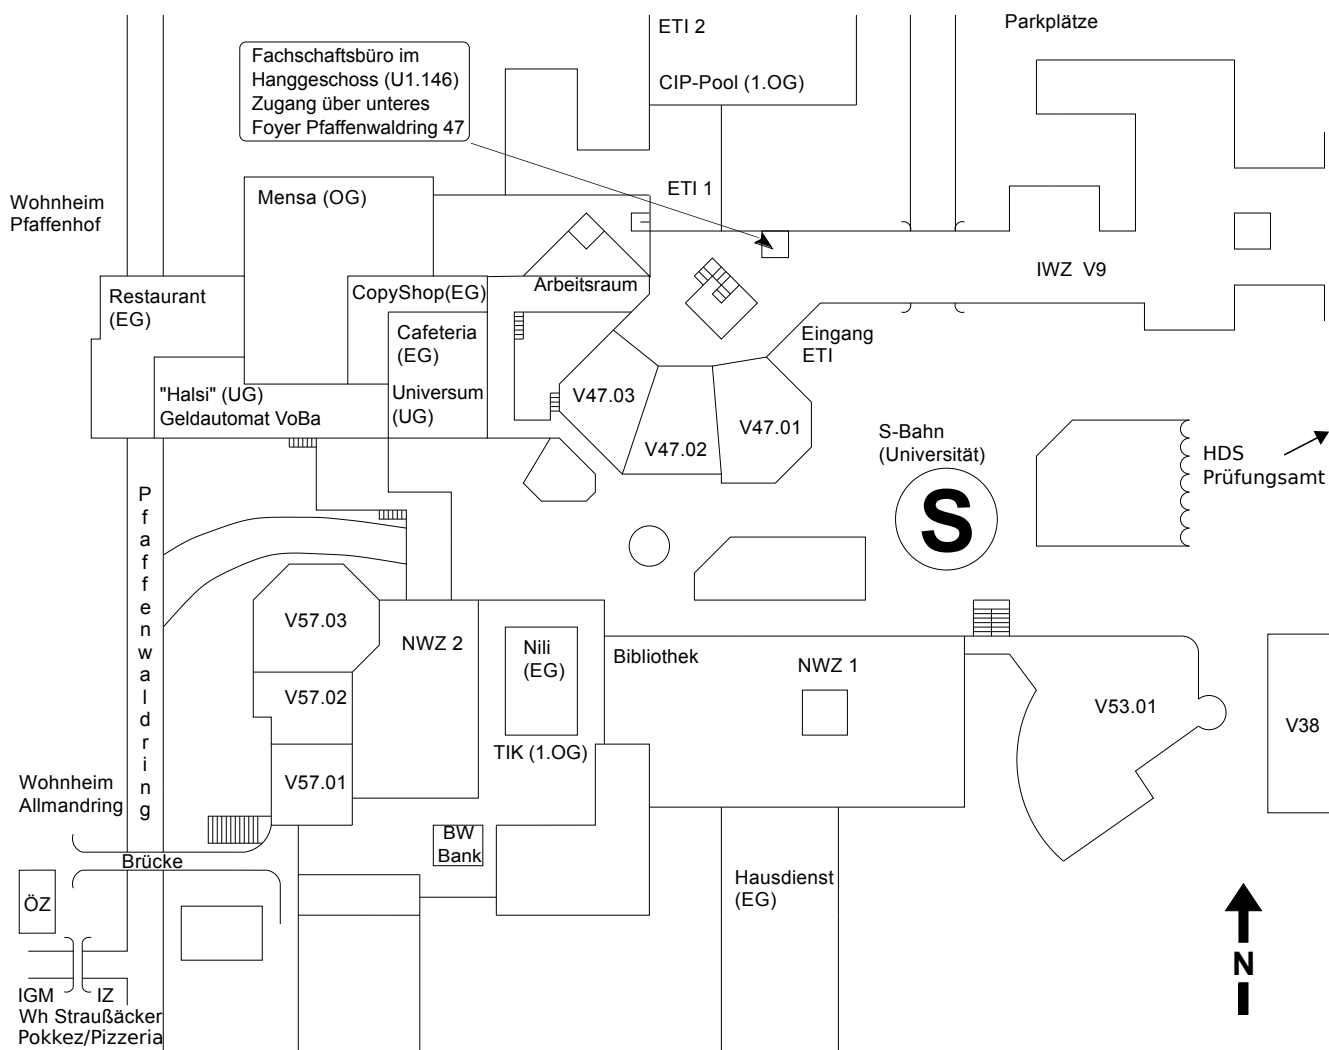 ETI 2
Parkplätze
Fachschaftsbüro im
Hanggeschoss (U1.146)
Zugang über unteres
Foyer Pfaffenwaldring 47
CIP-Pool (1.OG)
ETI 1
Mensa (OG)
Wohnheim
Pfaffenhof
IWZ V9
Restaurant
(EG)
CopyShop(EG)
Arbeitsraum
Cafeteria
(EG)
Eingang
ETI
"Halsi" (UG)
Geldautomat VoBa
Universum
(UG)
V47.03
V47.02
V47.01
S-Bahn
(Universität)
S
HDS
Prüfungsamt
Pfaffenwaldring
V57.03
NWZ 2
Nili
(EG)
Bibliothek
NWZ 1
V57.02
V53.01
V38
TIK (1.OG)
V57.01
Wohnheim
Allmandring
BW
Bank
Brücke
Hausdienst
(EG)
ÖZ
N
IGM
IZ
Wh Straußäcker
Pokkez/Pizzeria